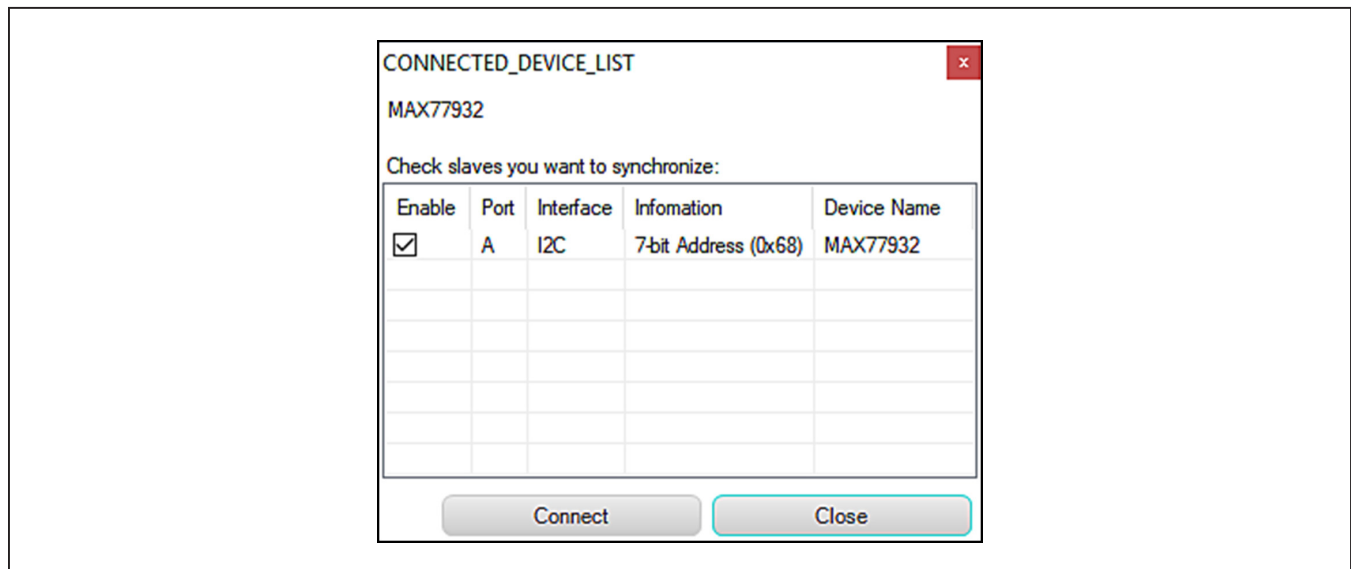 CONNECTED_DEVICE_LIST
x
MAX77932
Check slaves you want to synchronize:
Enable Port Interface Infomation Device Name
A I2C 7-bit Address (0x68) MAX77932
Connect Close